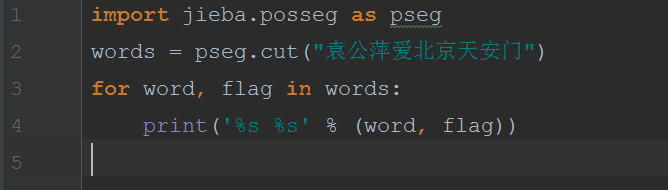 1 import jieba.posseg as pseg
2 words = pseg.cut("袁公萍爱北京天安门")
3 for word, flag in words:
4     print('%s %s' % (word, flag))
5